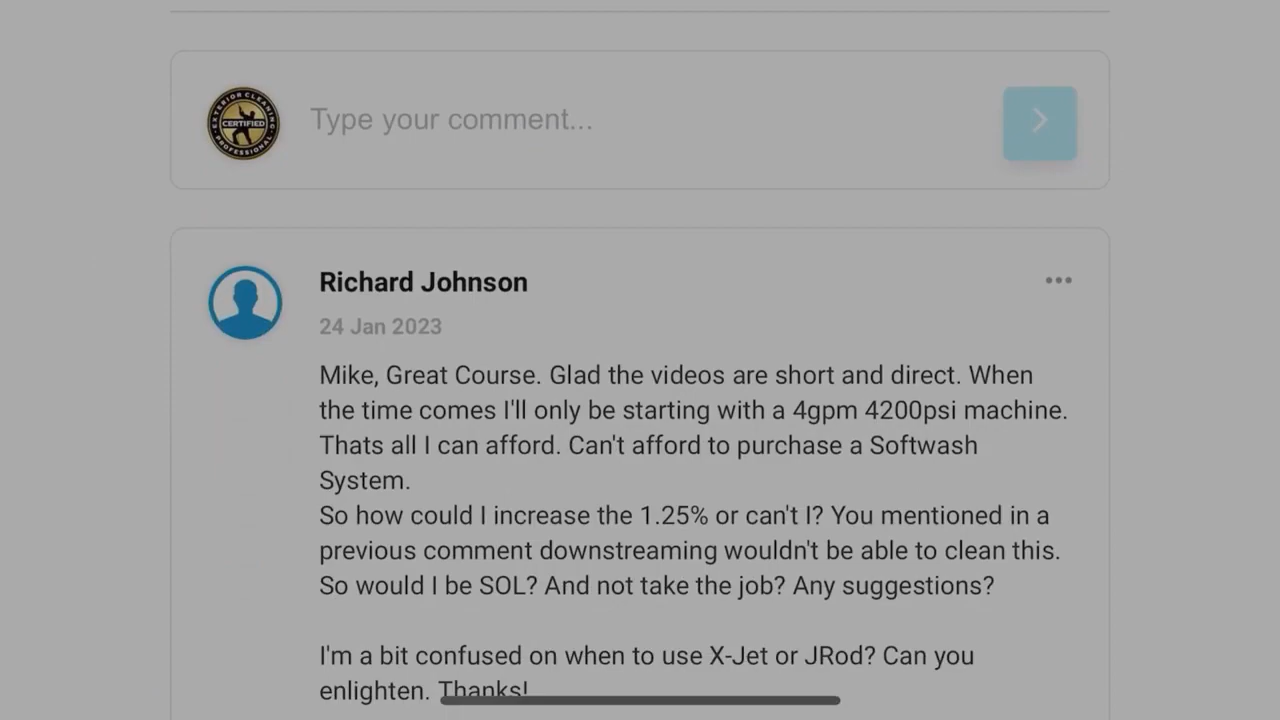 EXTERIOR CLEANING
CERTIFIED
PROFESSIONAL
Type your comment...
Richard Johnson
24 Jan 2023
Mike, Great Course. Glad the videos are short and direct. When
the time comes I'll only be starting with a 4gpm 4200psi machine.
Thats all I can afford. Can't afford to purchase a Softwash
System.
So how could I increase the 1.25% or can't I? You mentioned in a
previous comment downstreaming wouldn't be able to clean this.
So would I be SOL? And not take the job? Any suggestions?
I'm a bit confused on when to use X-Jet or JRod? Can you
enlighten. Thanks!